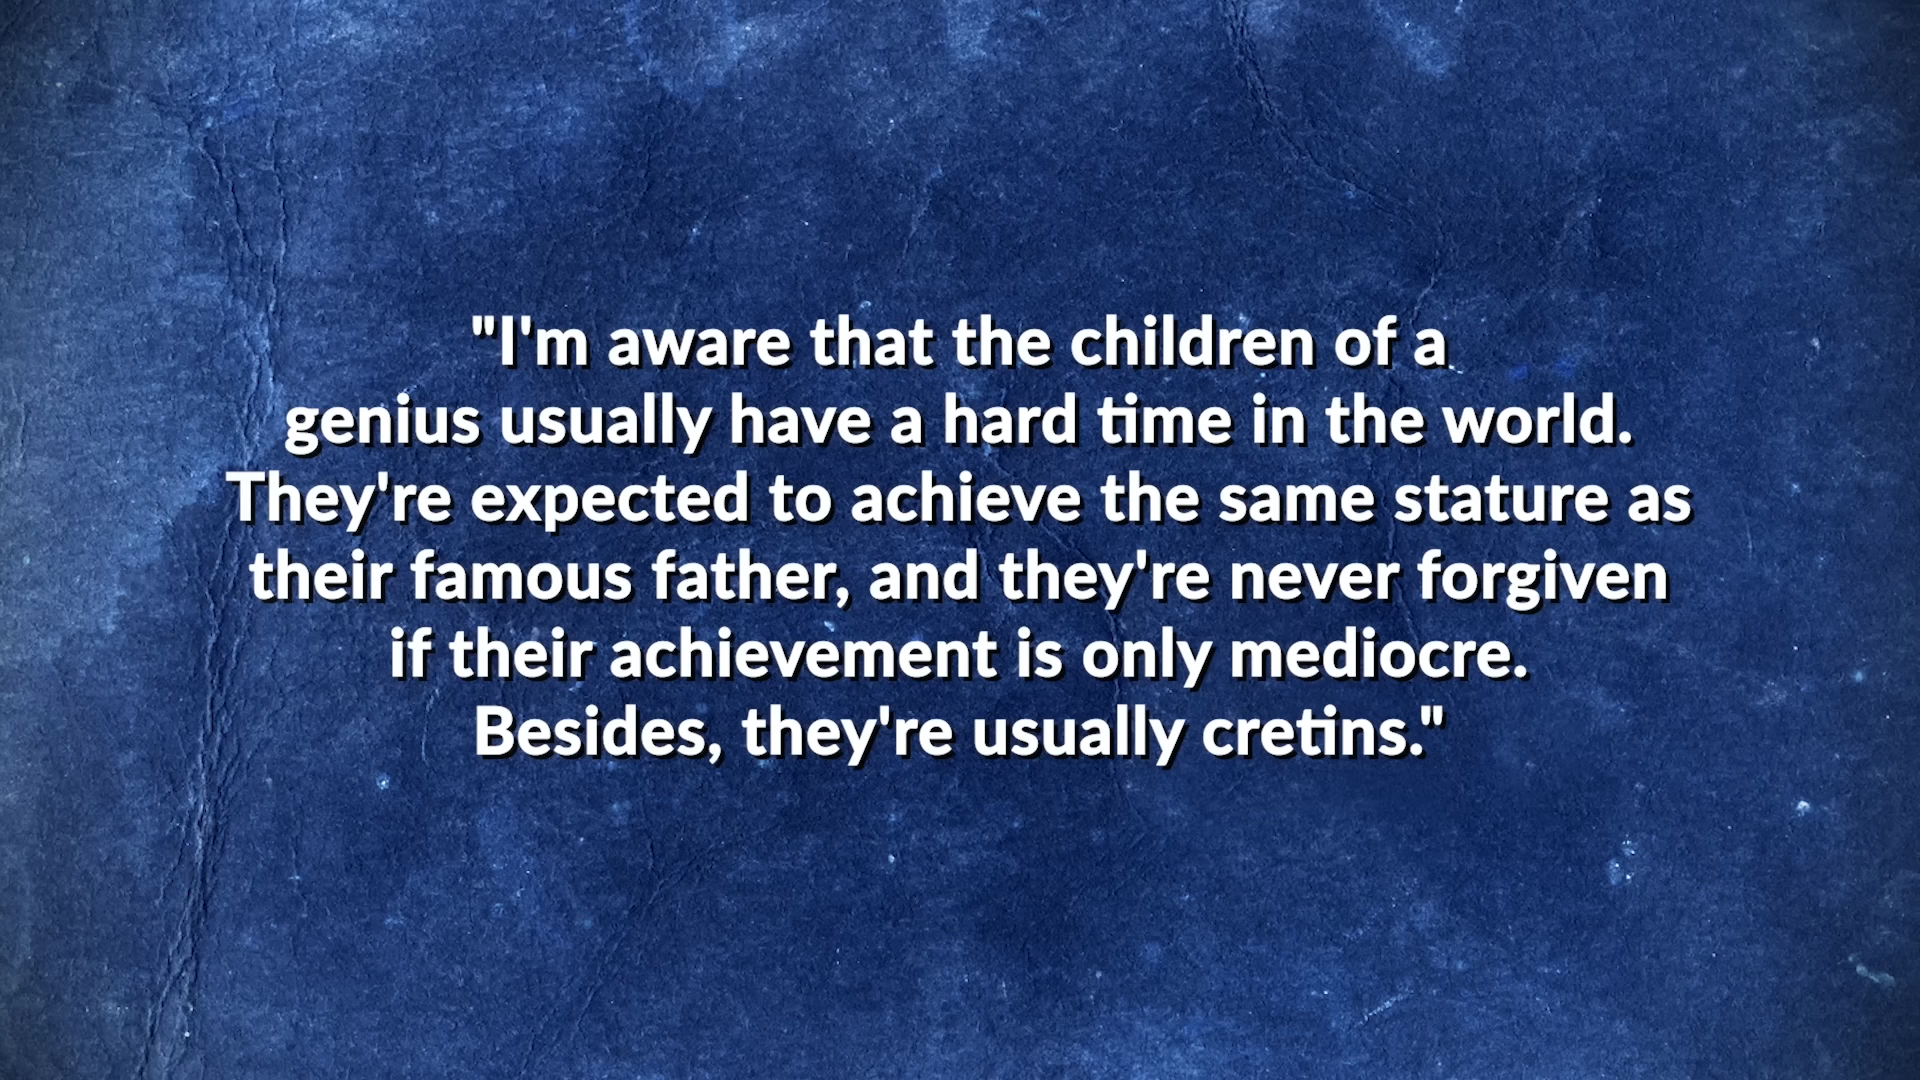 "I'm aware that the children of a
genius usually have a hard time in the world.
They're expected to achieve the same stature as
their famous father, and they're never forgiven
if their achievement is only mediocre.
Besides, they're usually cretins."